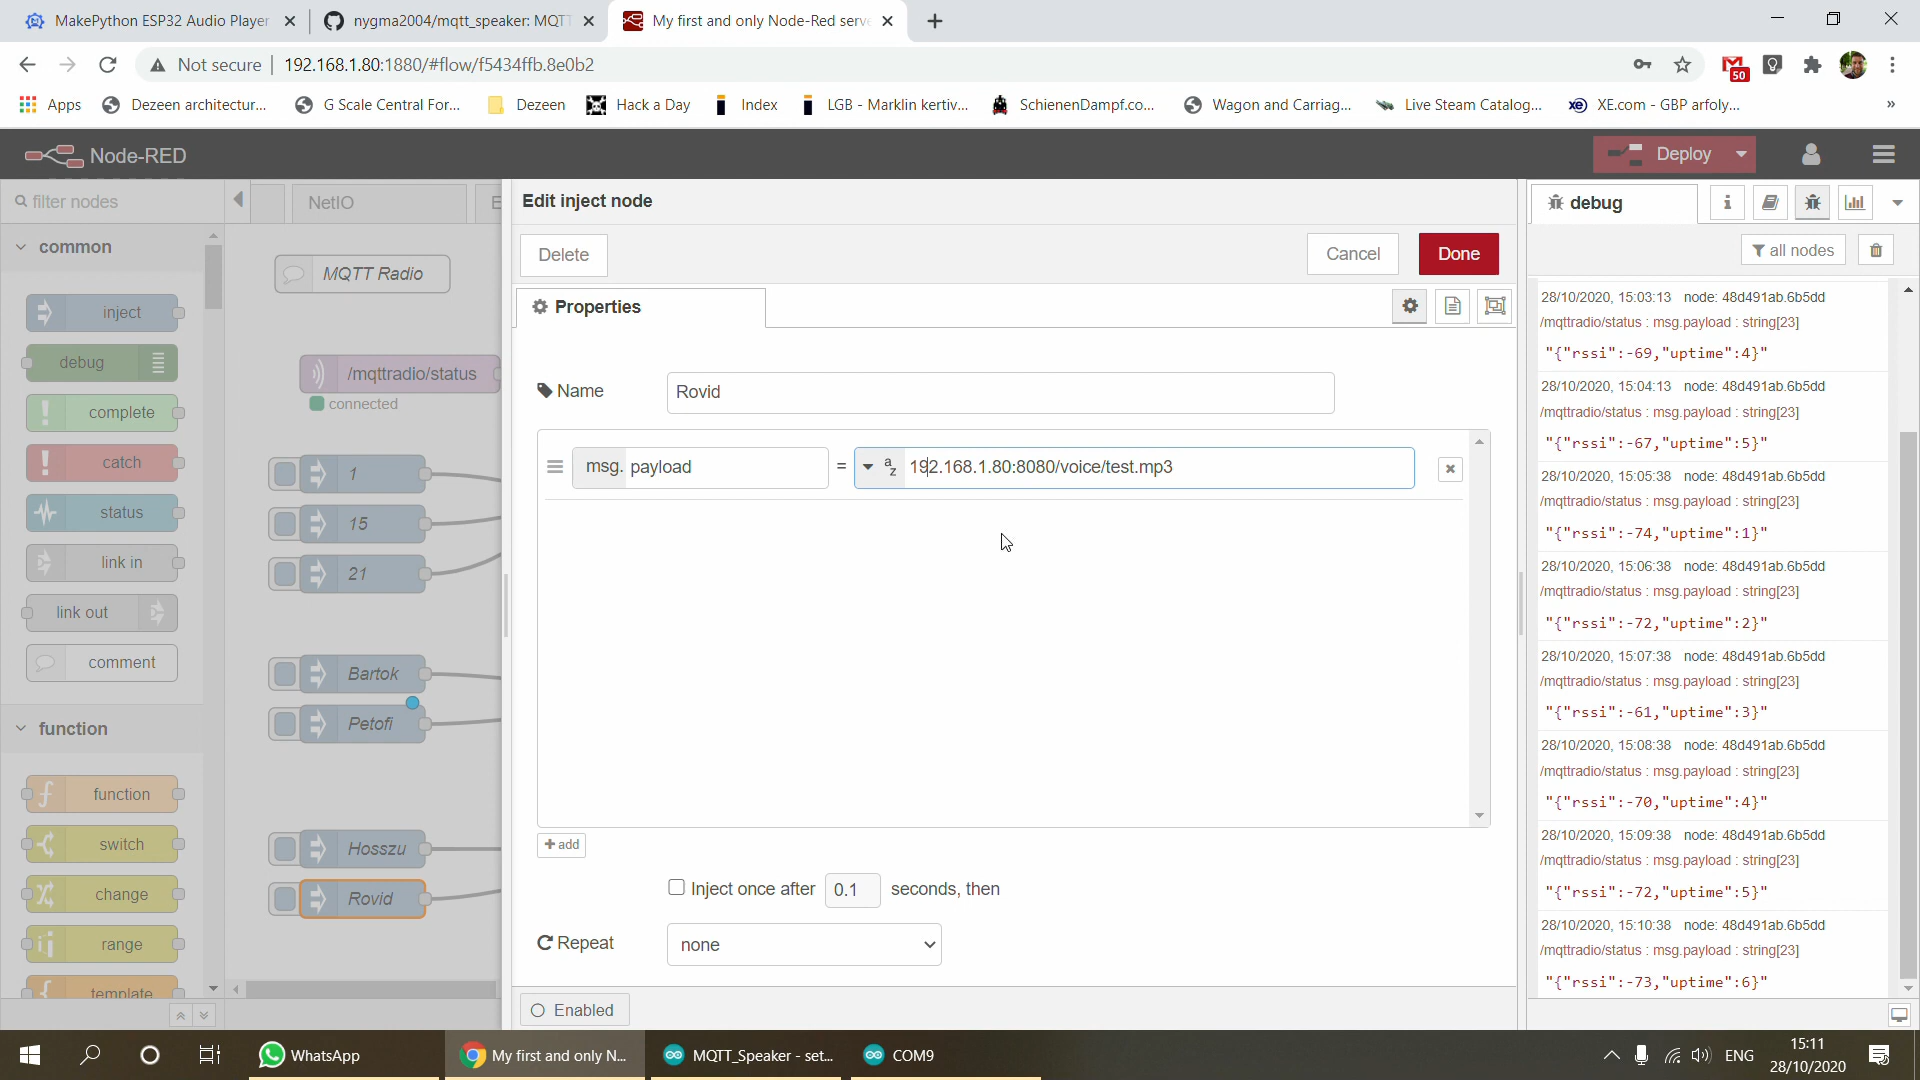 MakePython ESP32 Audio Player
nygma2004/mqtt_speaker: MQTT
My first and only Node-Red serve
Not secure
192.168.1.80:1880/#flow/f5434ffb.8e0b2
50
Apps
Dezeen architectur...
G Scale Central For...
Dezeen
Hack a Day
Index
LGB - Marklin kertiv...
SchienenDampf.co...
Wagon and Carriag...
Live Steam Catalog...
xe
XE.com - GBP arfoly...
»
Node-RED
Deploy
filter nodes
common
inject
debug
complete
catch
status
link in
link out
comment
function
function
switch
change
range
template
NetIO
E
MQTT Radio
/mqttradio/status
connected
1
15
21
Bartok
Petofi
Hosszu
Rovid
Edit inject node
Delete
Cancel
Done
Properties
Name
Rovid
msg. payload
=
192.168.1.80:8080/voice/test.mp3
add
Inject once after
0.1
seconds, then
Repeat
none
Enabled
debug
all nodes
28/10/2020, 15:03:13 node: 48d491ab.6b5dd
/mqttradio/status : msg.payload : string[23]
"{"rssi":-69,"uptime":4}"
28/10/2020, 15:04:13 node: 48d491ab.6b5dd
/mqttradio/status : msg.payload : string[23]
"{"rssi":-67,"uptime":5}"
28/10/2020, 15:05:38 node: 48d491ab.6b5dd
/mqttradio/status : msg.payload : string[23]
"{"rssi":-74,"uptime":1}"
28/10/2020, 15:06:38 node: 48d491ab.6b5dd
/mqttradio/status : msg.payload : string[23]
"{"rssi":-72,"uptime":2}"
28/10/2020, 15:07:38 node: 48d491ab.6b5dd
/mqttradio/status : msg.payload : string[23]
"{"rssi":-61,"uptime":3}"
28/10/2020, 15:08:38 node: 48d491ab.6b5dd
/mqttradio/status : msg.payload : string[23]
"{"rssi":-70,"uptime":4}"
28/10/2020, 15:09:38 node: 48d491ab.6b5dd
/mqttradio/status : msg.payload : string[23]
"{"rssi":-72,"uptime":5}"
28/10/2020, 15:10:38 node: 48d491ab.6b5dd
/mqttradio/status : msg.payload : string[23]
"{"rssi":-73,"uptime":6}"
WhatsApp
My first and only N...
MQTT_Speaker - set...
COM9
ENG
15:11
28/10/2020